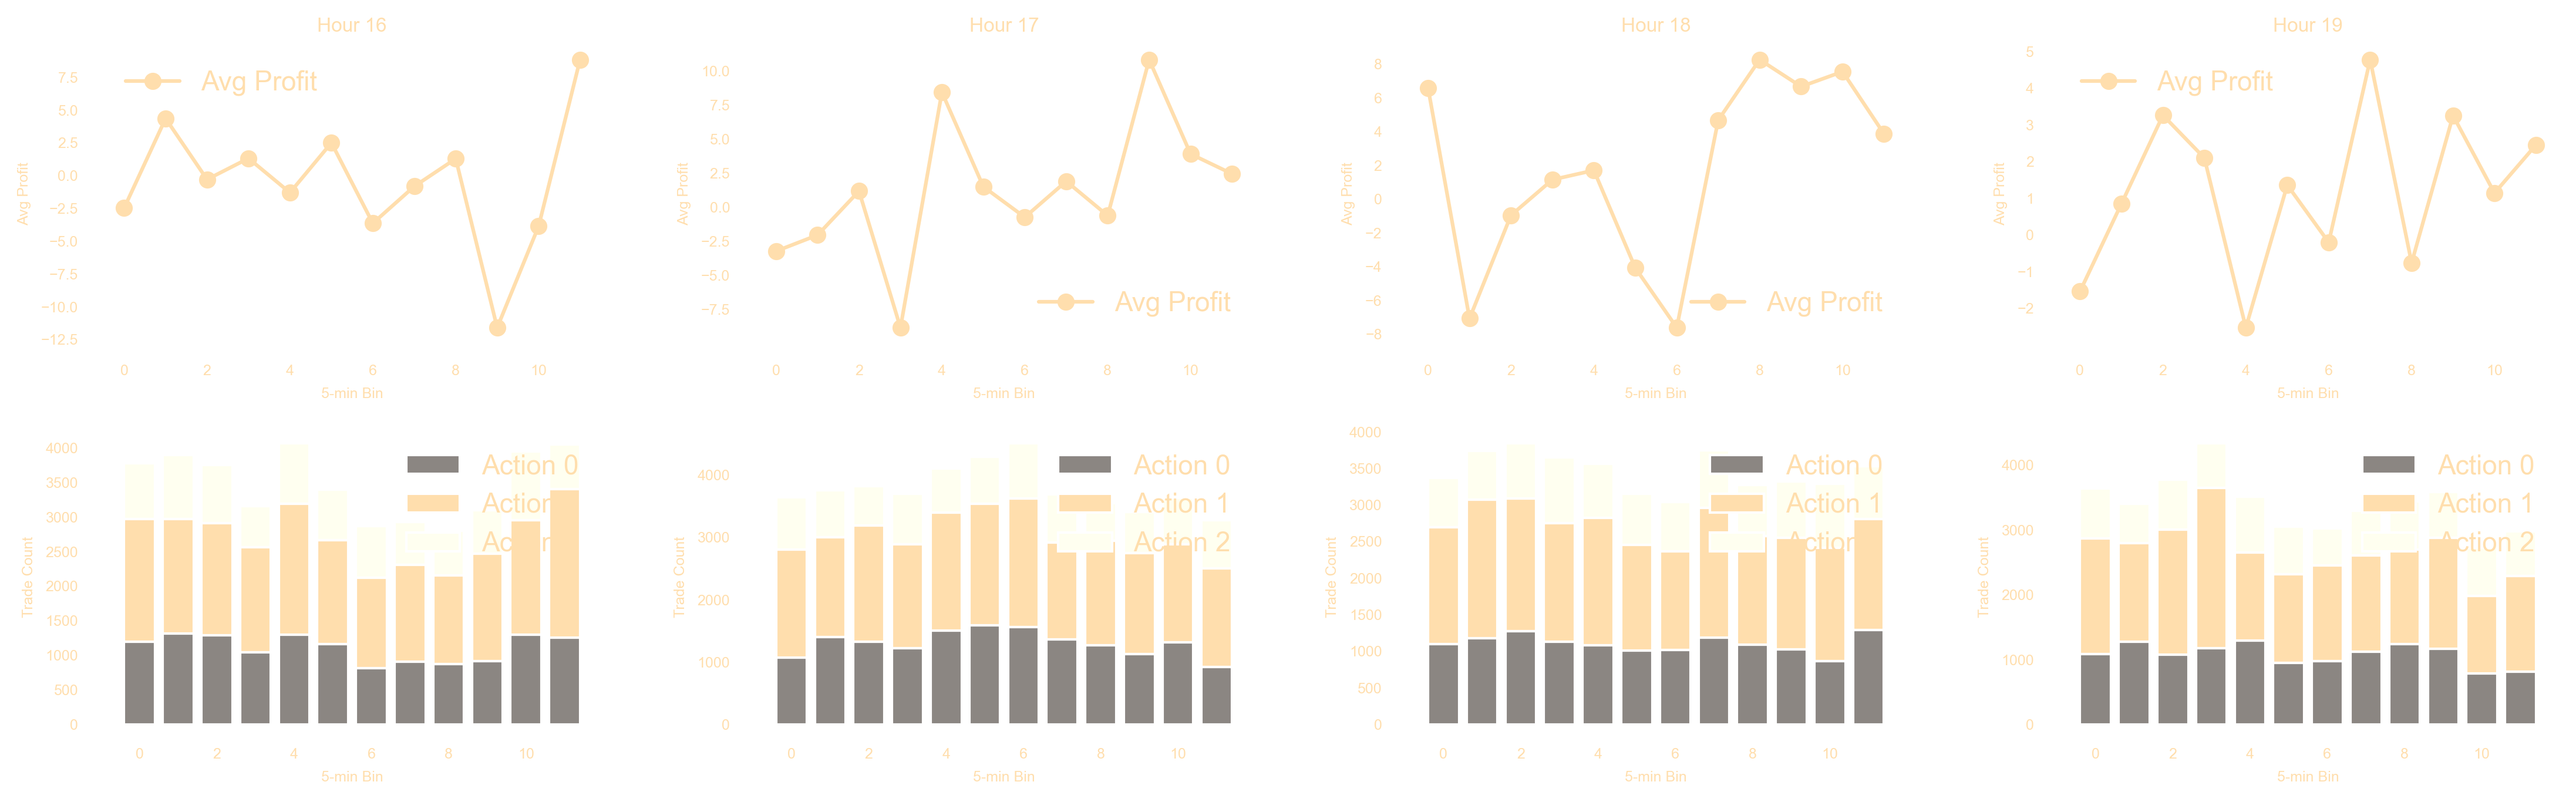 Hour 16
Avg Profit
7.5
5.0
2.5
0.0
−2.5
−5.0
−7.5
−10.0
−12.5
Avg Profit
0 2 4 6 8 10
5-min Bin
Hour 17
Avg Profit
10.0
7.5
5.0
2.5
0.0
−2.5
−5.0
−7.5
Avg Profit
0 2 4 6 8 10
5-min Bin
Hour 18
Avg Profit
8
6
4
2
0
−2
−4
−6
−8
Avg Profit
0 2 4 6 8 10
5-min Bin
Hour 19
Avg Profit
5
4
3
2
1
0
−1
−2
Avg Profit
0 2 4 6 8 10
5-min Bin
Trade Count
4000
3500
3000
2500
2000
1500
1000
500
0
Action 0
Action
0 2 4 6 8 10
5-min Bin
Trade Count
4000
3000
2000
1000
0
Action 0
Action 1
Action 2
0 2 4 6 8 10
5-min Bin
Trade Count
4000
3500
3000
2500
2000
1500
1000
500
0
Action 0
Action 1
Action
0 2 4 6 8 10
5-min Bin
Trade Count
4000
3000
2000
1000
0
Action 0
Action 1
Action 2
0 2 4 6 8 10
5-min Bin